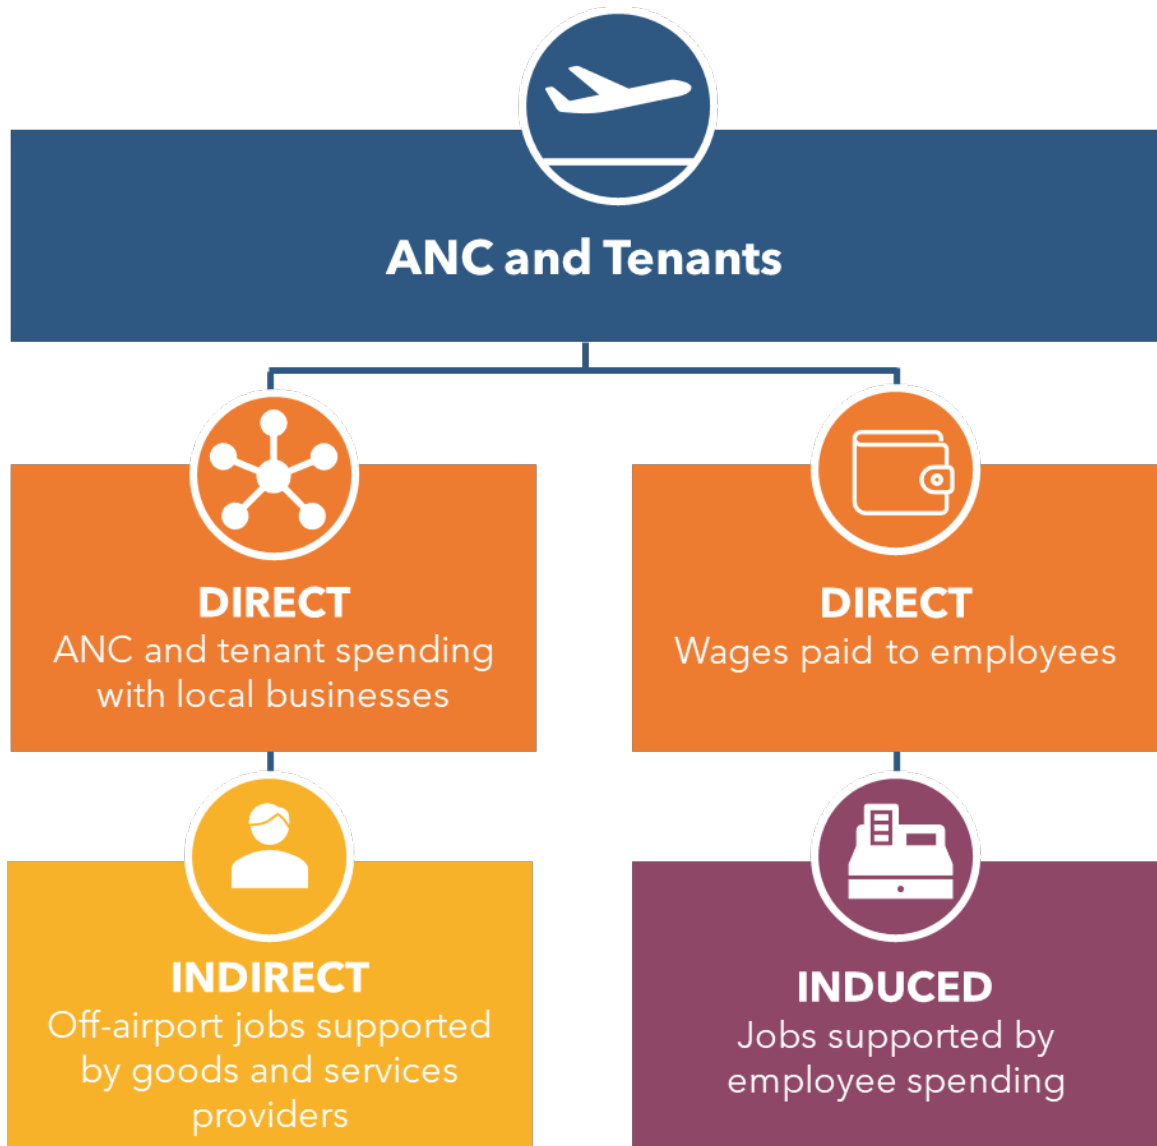 ANC and Tenants
DIRECT
ANC and tenant spending
with local businesses
DIRECT
Wages paid to employees
INDIRECT
Off-airport jobs supported
by goods and services
providers
INDUCED
Jobs supported by
employee spending